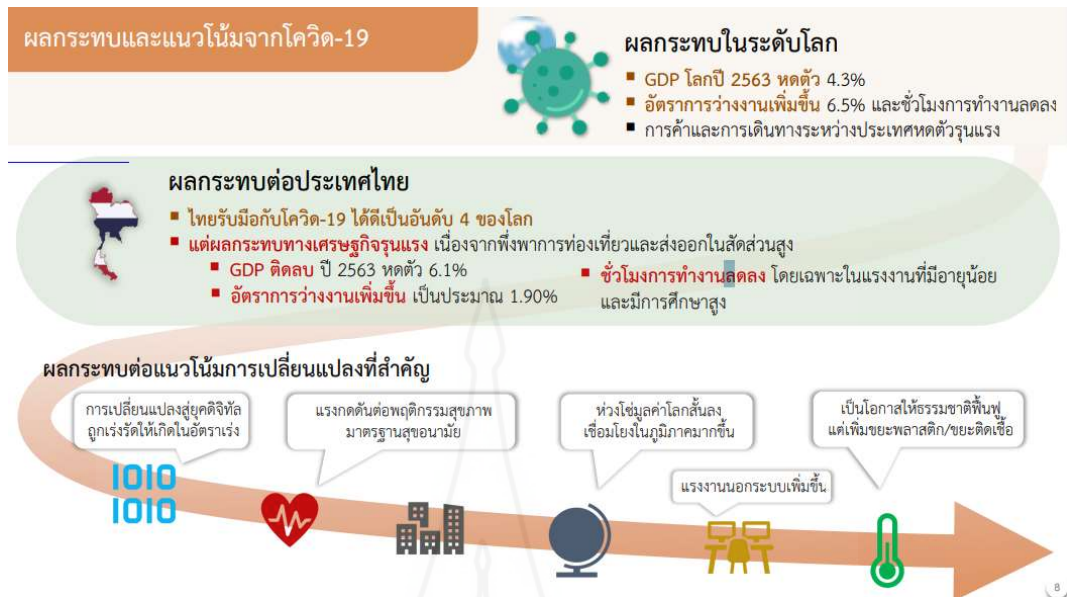 ผลกระทบและแนวโน้มจากโควิด-19
ผลกระทบในระดับโลก
▪ GDP โลกปี 2563 หดตัว 4.3%
▪ อัตราการว่างงานเพิ่มขึ้น 6.5% และชั่วโมงการทำงานลดลง
▪ การค้าและการเดินทางระหว่างประเทศหดตัวรุนแรง
ผลกระทบต่อประเทศไทย
▪ ไทยรับมือกับโควิด-19 ได้ดีเป็นอันดับ 4 ของโลก
▪ แต่ผลกระทบทางเศรษฐกิจรุนแรง เนื่องจากพึ่งพาการท่องเที่ยวและส่งออกในสัดส่วนสูง
▪ GDP ติดลบ ปี 2563 หดตัว 6.1%
▪ อัตราการว่างงานเพิ่มขึ้น เป็นประมาณ 1.90%
▪ ชั่วโมงการทำงานลดลง โดยเฉพาะในแรงงานที่มีอายุน้อย
และมีการศึกษาสูง
ผลกระทบต่อแนวโน้มการเปลี่ยนแปลงที่สำคัญ
การเปลี่ยนแปลงสู่ยุคดิจิทัล
ถูกเร่งรัดให้เกิดในอัตราเร่ง
แรงกดดันต่อพฤติกรรมสุขภาพ
มาตรฐานสุขอนามัย
ห่วงโซ่มูลค่าโลกสั้นลง
เชื่อมโยงในภูมิภาคมากขึ้น
เป็นโอกาสให้ธรรมชาติฟื้นฟู
แต่เพิ่มขยะพลาสติก/ขยะติดเชื้อ
แรงงานนอกระบบเพิ่มขึ้น
1010
1010
8